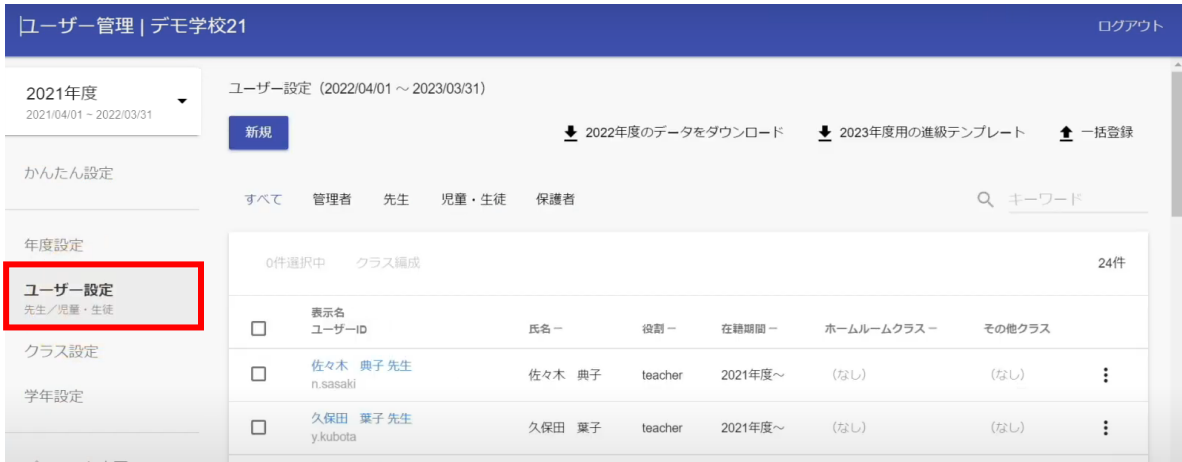 ユーザー管理 | デモ学校21
ログアウト
2021年度
2021/04/01 ~ 2022/03/31
かんたん設定
年度設定
ユーザー設定
先生／児童・生徒
クラス設定
学年設定
ユーザー設定（2022/04/01 ～ 2023/03/31）
新規
2022年度のデータをダウンロード
2023年度用の進級テンプレート
一括登録
すべて 管理者 先生 児童・生徒 保護者
キーワード
0件選択中 クラス編成
24件
表示名
ユーザーID 氏名 役割 在籍期間 ホームルームクラス その他クラス
佐々木　典子 先生
n.sasaki
佐々木　典子 teacher 2021年度～ （なし） （なし）
久保田　葉子 先生
y.kubota
久保田　葉子 teacher 2021年度～ （なし） （なし）